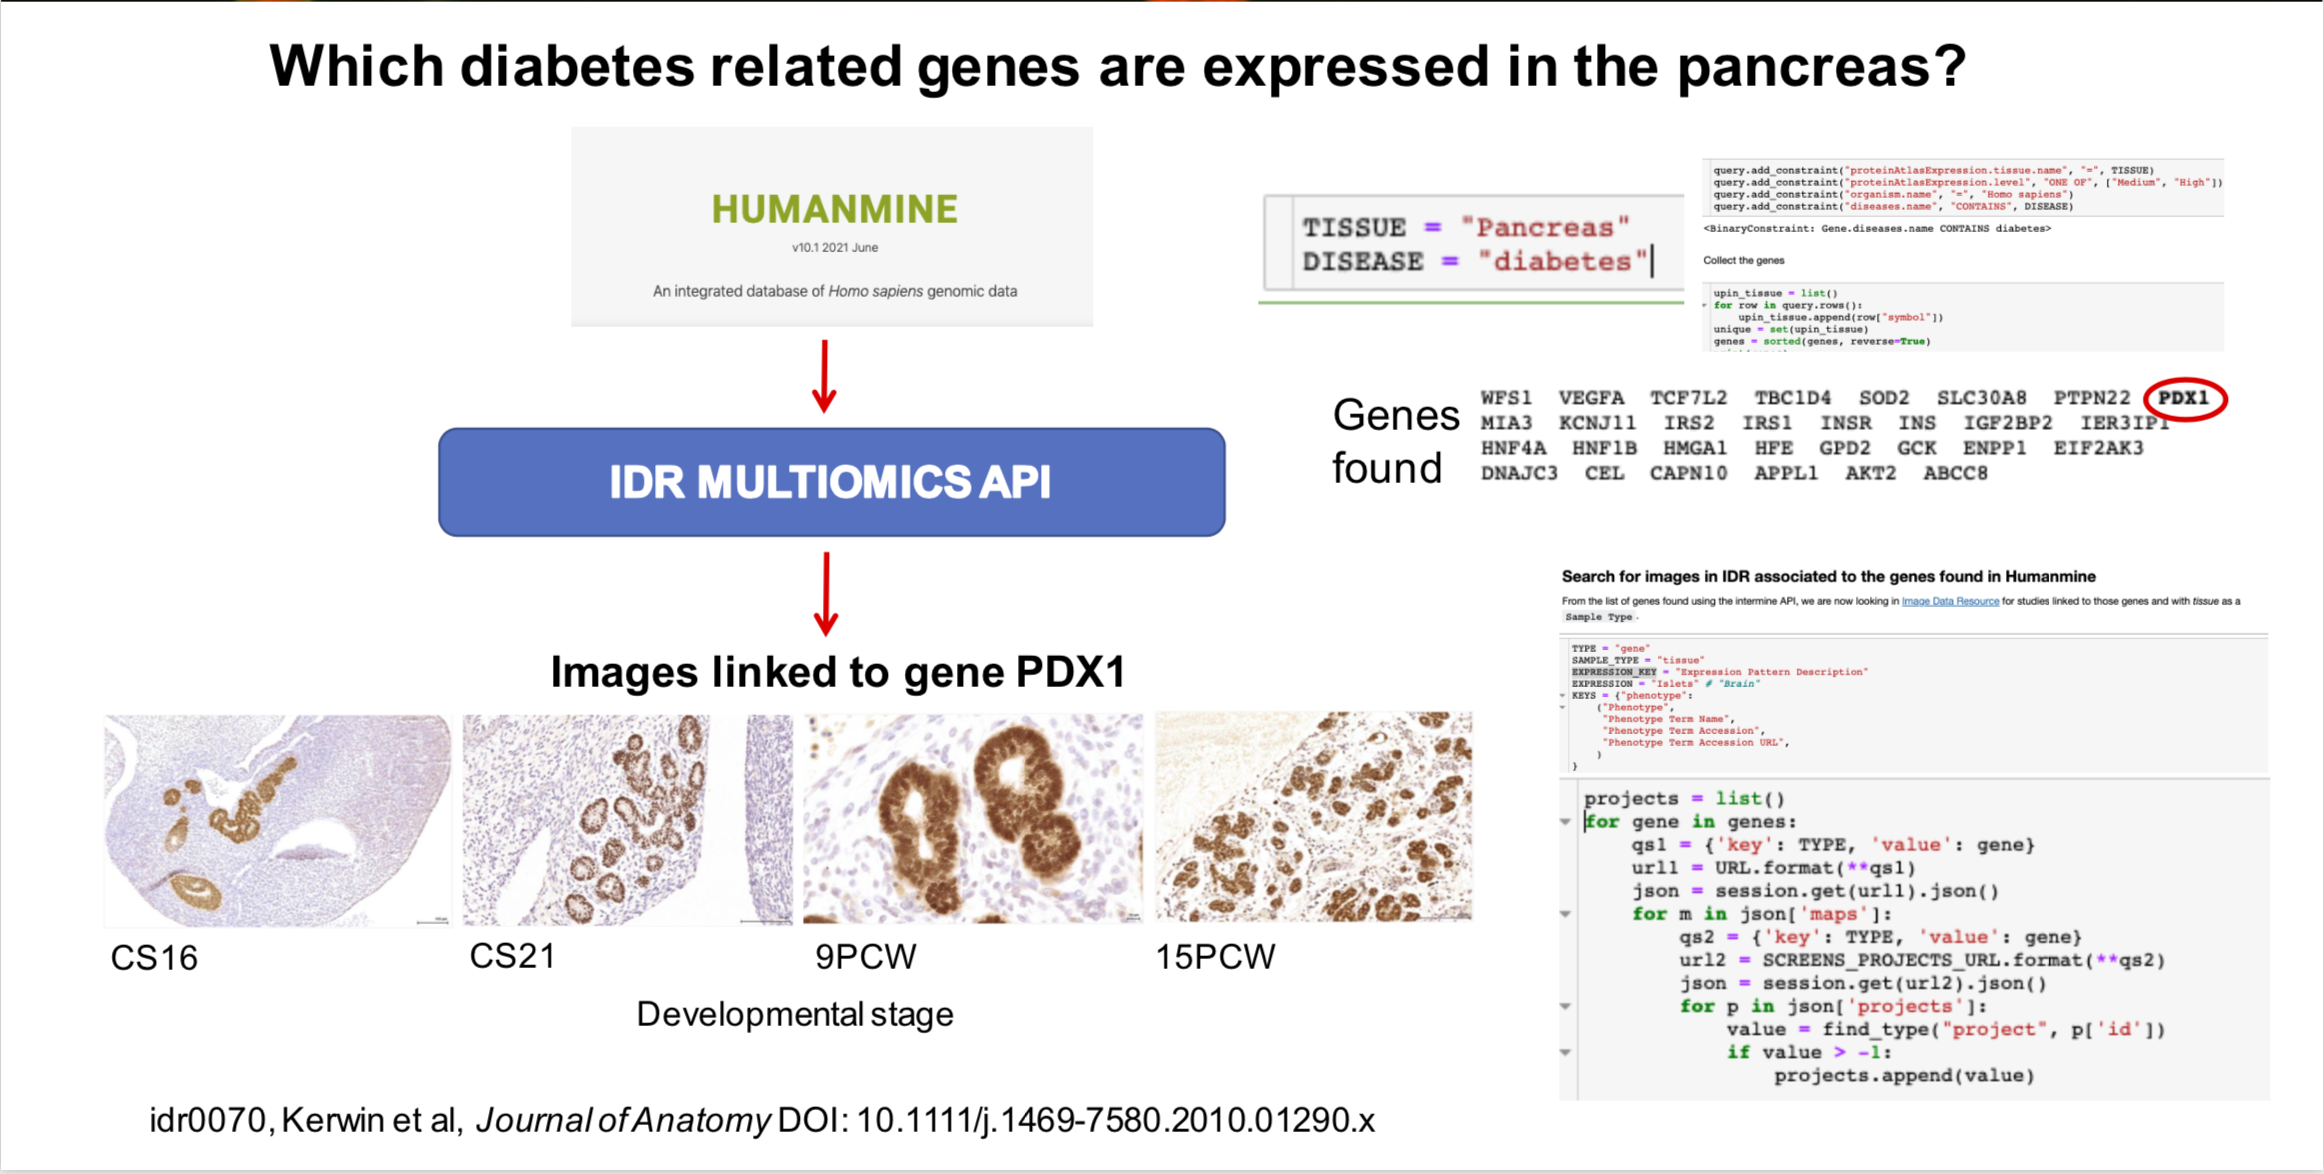 Which diabetes related genes are expressed in the pancreas?
HUMANMINE
v10.1 2021 June
An integrated database of Homo sapiens genomic data
IDR MULTIOMICS API
Images linked to gene PDX1
CS16
CS21
9PCW
15PCW
Developmental stage
idr0070, Kerwin et al, Journal of Anatomy DOI: 10.1111/j.1469-7580.2010.01290.x
TISSUE = "Pancreas"
DISEASE = "diabetes"
query.add_constraint("proteinAtlasExpression.tissue.name", "=", TISSUE)
query.add_constraint("proteinAtlasExpression.level", "ONE OF", ["Medium", "High"])
query.add_constraint("organism.name", "=", "Homo sapiens")
query.add_constraint("diseases.name", "CONTAINS", DISEASE)
<BinaryConstraint: Gene.diseases.name CONTAINS diabetes>
Collect the genes
upin_tissue = list()
for row in query.rows():
upin_tissue.append(row["symbol"])
unique = set(upin_tissue)
genes = sorted(genes, reverse=True)
Genes found
WFS1 VEGFA TCF7L2 TBC1D4 SOD2 SLC30A8 PTPN22 PDX1
MIA3 KCNJ11 IRS2 IRS1 INSR INS IGF2BP2 IER3IP1
HNF4A HNF1B HMGA1 HFE GPD2 GCK ENPP1 EIF2AK3
DNAJC3 CEL CAPN10 APPL1 AKT2 ABCC8
Search for images in IDR associated to the genes found in Humanmine
From the list of genes found using the intermine API, we are now looking in Image Data Resource for studies linked to those genes and with tissue as a
Sample Type.
TYPE = "gene"
SAMPLE_TYPE = "tissue"
EXPRESSION_KEY = "Expression Pattern Description"
EXPRESSION = "Islets" # "Brain"
KEYS = {"phenotype":
("Phenotype",
"Phenotype Term Name",
"Phenotype Term Accession",
"Phenotype Term Accession URL",
)
}
projects = list()
for gene in genes:
qs1 = {'key': TYPE, 'value': gene}
url1 = URL.format(**qs1)
json = session.get(url1).json()
for m in json['maps']:
qs2 = {'key': TYPE, 'value': gene}
url2 = SCREENS_PROJECTS_URL.format(**qs2)
json = session.get(url2).json()
for p in json['projects']:
value = find_type("project", p['id'])
if value > -1:
projects.append(value)